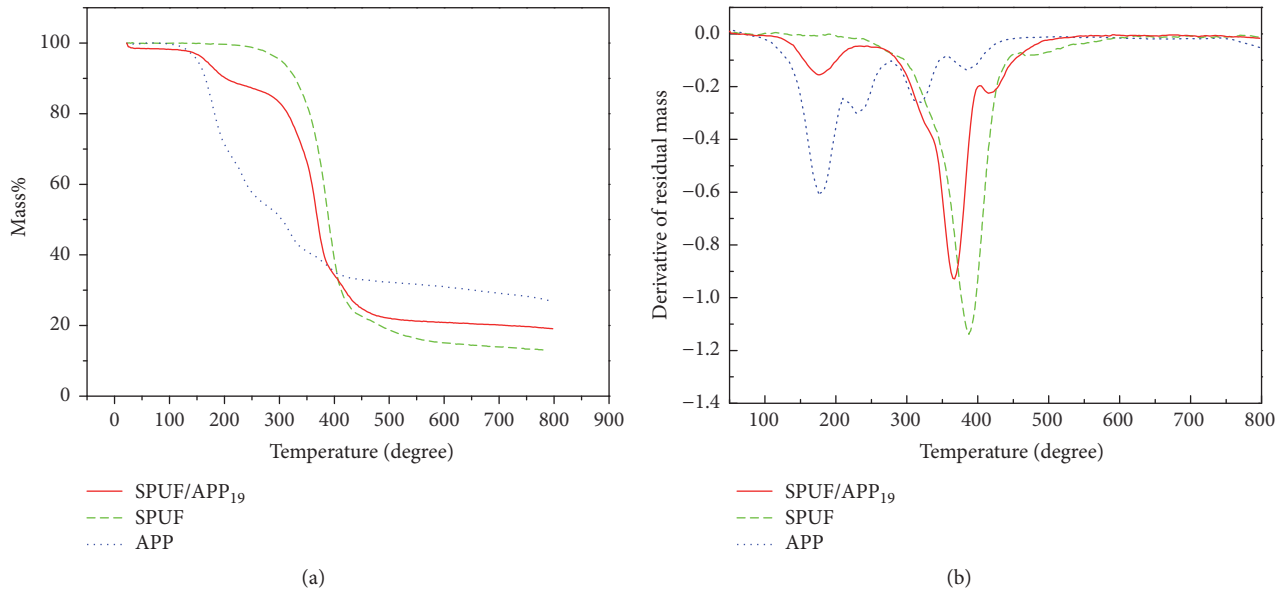 100
80
60
40
20
0
Mass%
0 100 200 300 400 500 600 700 800 900
Temperature (degree)
SPUF/APP₁₉
SPUF
APP
(a)
0.0
−0.2
−0.4
−0.6
−0.8
−1.0
−1.2
−1.4
Derivative of residual mass
100 200 300 400 500 600 700 800
Temperature (degree)
SPUF/APP₁₉
SPUF
APP
(b)